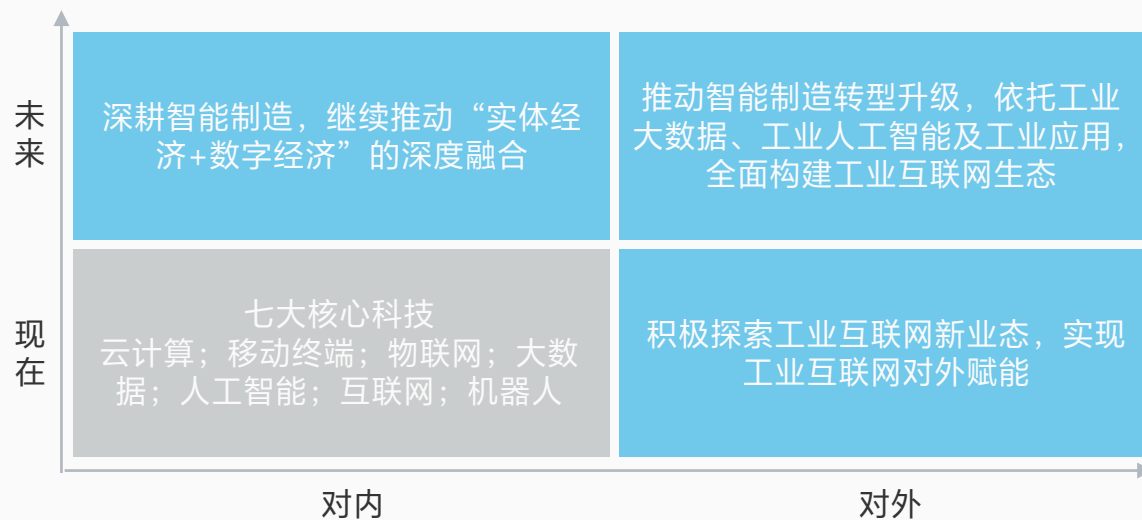 未
来
深耕智能制造，继续推动“实体经
济+数字经济”的深度融合
推动智能制造转型升级，依托工业
大数据、工业人工智能及工业应用，
全面构建工业互联网生态
现
在
七大核心科技
云计算；移动终端；物联网；大数
据；人工智能；互联网；机器人
积极探索工业互联网新业态，实现
工业互联网对外赋能
对内
对外